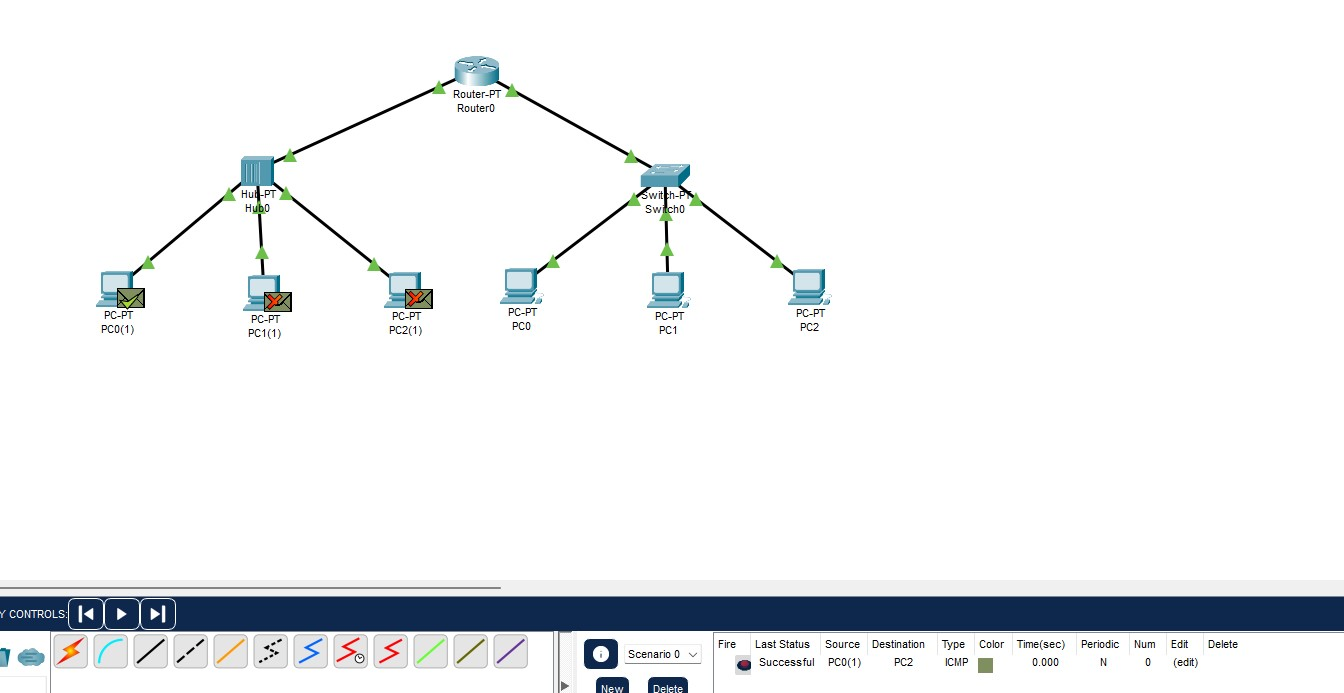 Router-PT
Router0
Hub-PT
Hub0
Switch-PT
Switch0
PC-PT
PC0(1)
PC-PT
PC1(1)
PC-PT
PC2(1)
PC-PT
PC0
PC-PT
PC1
PC-PT
PC2
Y CONTROLS:
Scenario 0
New
Delete
Fire Last Status Source Destination Type Color Time(sec) Periodic Num Edit Delete
Successful PC0(1) PC2 ICMP 0.000 N 0 (edit)